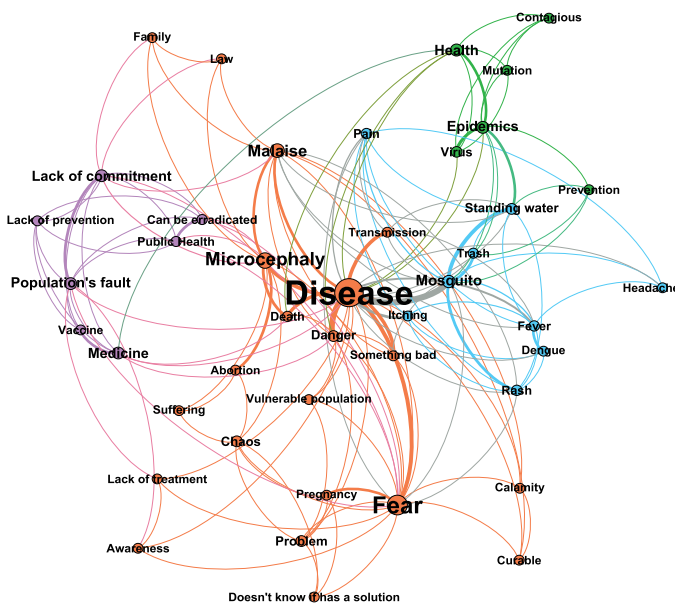 Contagious
Family
Health
Law
Mutation
Pain
Epidemics
Malaise
Virus
Lack of commitment
Prevention
Standing water
Lack of prevention
Can be erradicated
Transmission
Public Health
Trash
Microcephaly
Population's fault
Mosquito
Disease
Headache
Death
Itching
Fever
Vaccine
Danger
Medicine
Something bad
Dengue
Abortion
Rash
Vulnerable population
Suffering
Chaos
Lack of treatment
Calamity
Pregnancy
Fear
Problem
Awareness
Curable
Doesn't know if has a solution